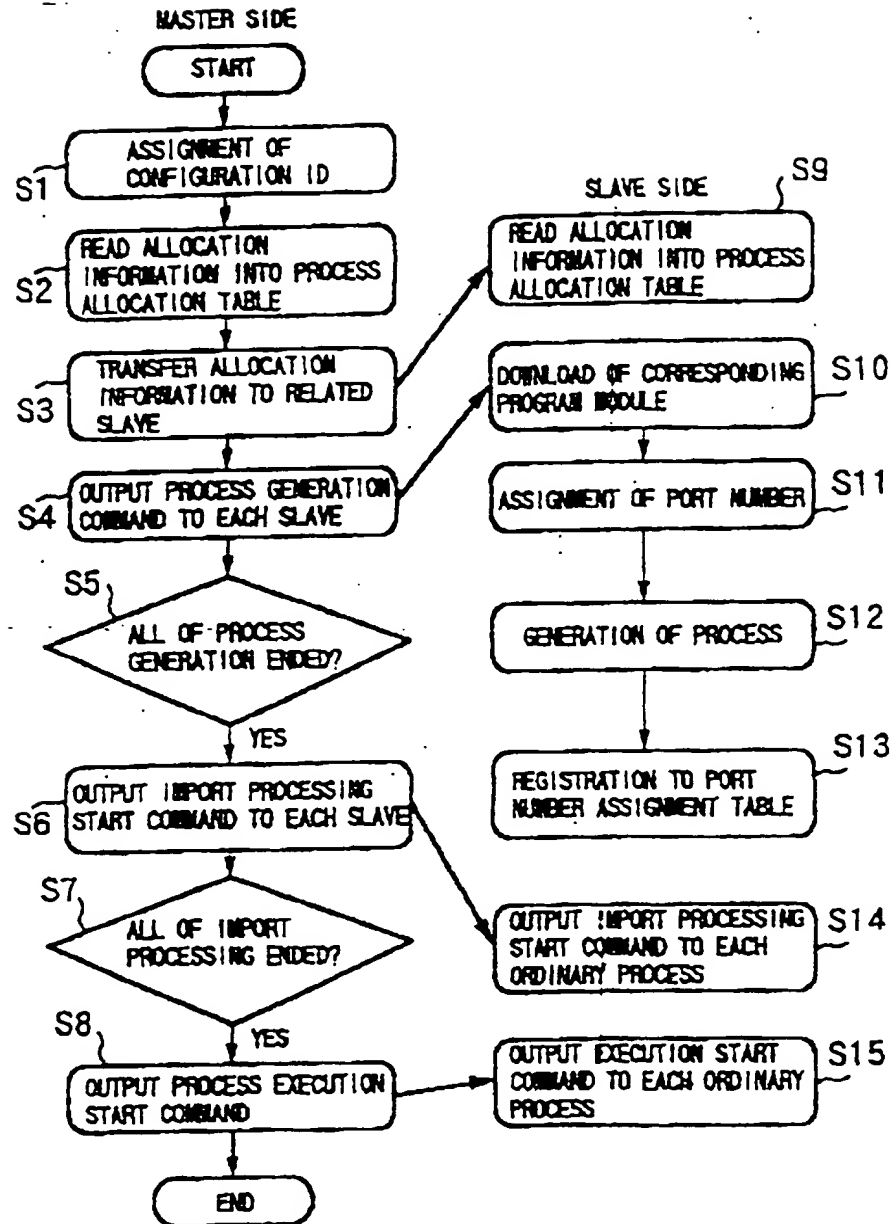 MASTER SIDE
START
S1
ASSIGNMENT OF
CONFIGURATION ID
S2
READ ALLOCATION
INFORMATION INTO PROCESS
ALLOCATION TABLE
S3
TRANSFER ALLOCATION
INFORMATION TO RELATED
SLAVE
S4
OUTPUT PROCESS GENERATION
COMMAND TO EACH SLAVE
S5
ALL OF PROCESS
GENERATION ENDED?
YES
S6
OUTPUT IMPORT PROCESSING
START COMMAND TO EACH SLAVE
S7
ALL OF IMPORT
PROCESSING ENDED?
YES
S8
OUTPUT PROCESS EXECUTION
START COMMAND
END
SLAVE SIDE
S9
READ ALLOCATION
INFORMATION INTO PROCESS
ALLOCATION TABLE
S10
DOWNLOAD OF CORRESPONDING
PROGRAM MODULE
S11
ASSIGNMENT OF PORT NUMBER
S12
GENERATION OF PROCESS
S13
REGISTRATION TO PORT
NUMBER ASSIGNMENT TABLE
S14
OUTPUT IMPORT PROCESSING
START COMMAND TO EACH
ORDINARY PROCESS
S15
OUTPUT EXECUTION START
COMMAND TO EACH ORDINARY
PROCESS